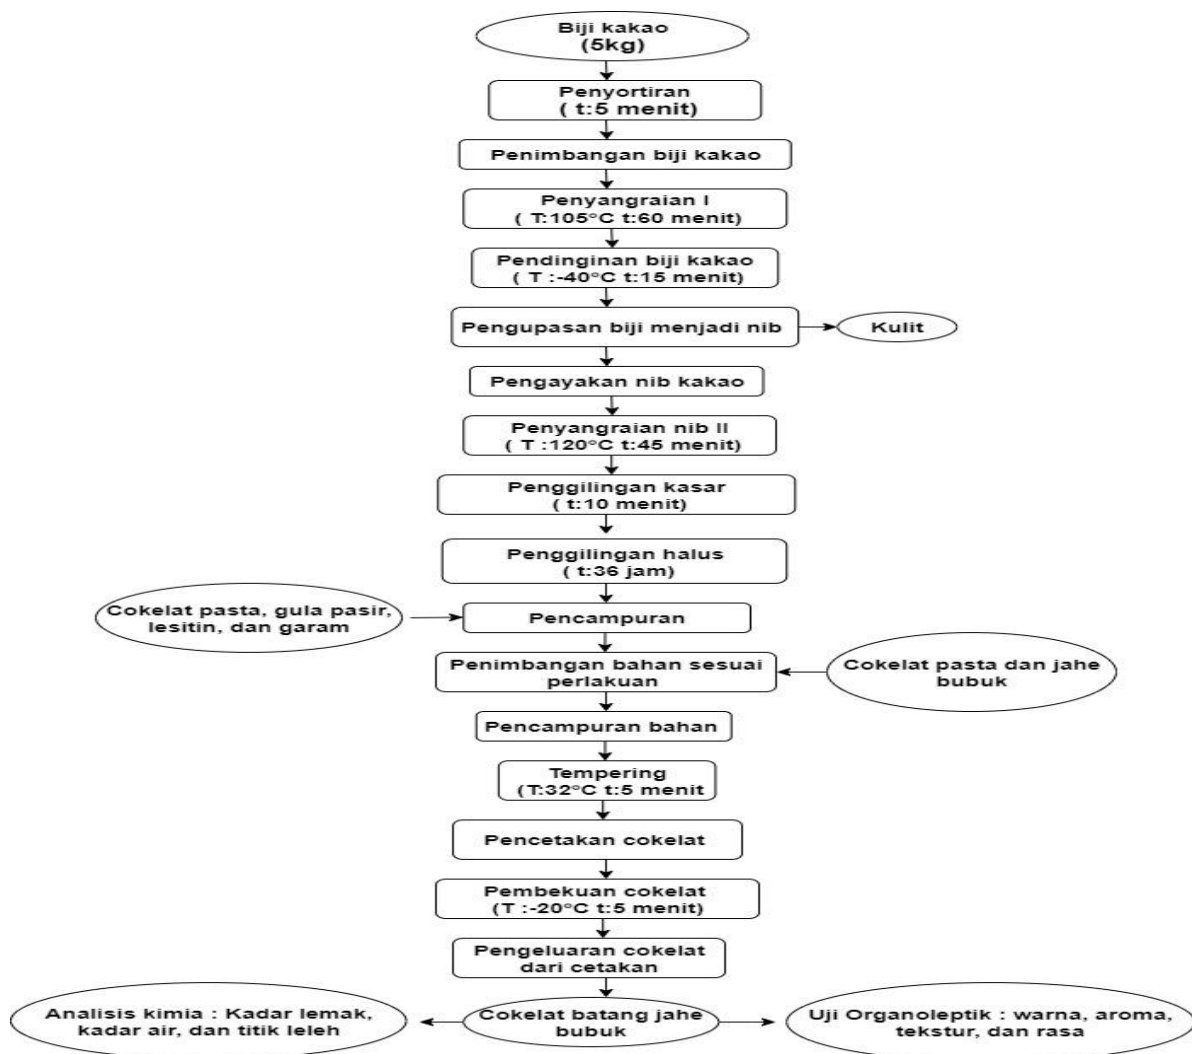 Biji kakao
(5kg)
Penyortiran
( t:5 menit)
Penimbangan biji kakao
Penyangraian I
( T:105°C t:60 menit)
Pendinginan biji kakao
( T :-40°C t:15 menit)
Pengupasan biji menjadi nib
Kulit
Pengayakan nib kakao
Penyangraian nib II
( T :120°C t:45 menit)
Penggilingan kasar
( t:10 menit)
Penggilingan halus
( t:36 jam)
Cokelat pasta, gula pasir,
lesitin, dan garam
Pencampuran
Penimbangan bahan sesuai
perlakuan
Cokelat pasta dan jahe
bubuk
Pencampuran bahan
Tempering
(T:32°C t:5 menit
Pencetakan cokelat
Pembekuan cokelat
(T :-20°C t:5 menit)
Pengeluaran cokelat
dari cetakan
Analisis kimia : Kadar lemak,
kadar air, dan titik leleh
Cokelat batang jahe
bubuk
Uji Organoleptik : warna, aroma,
tekstur, dan rasa